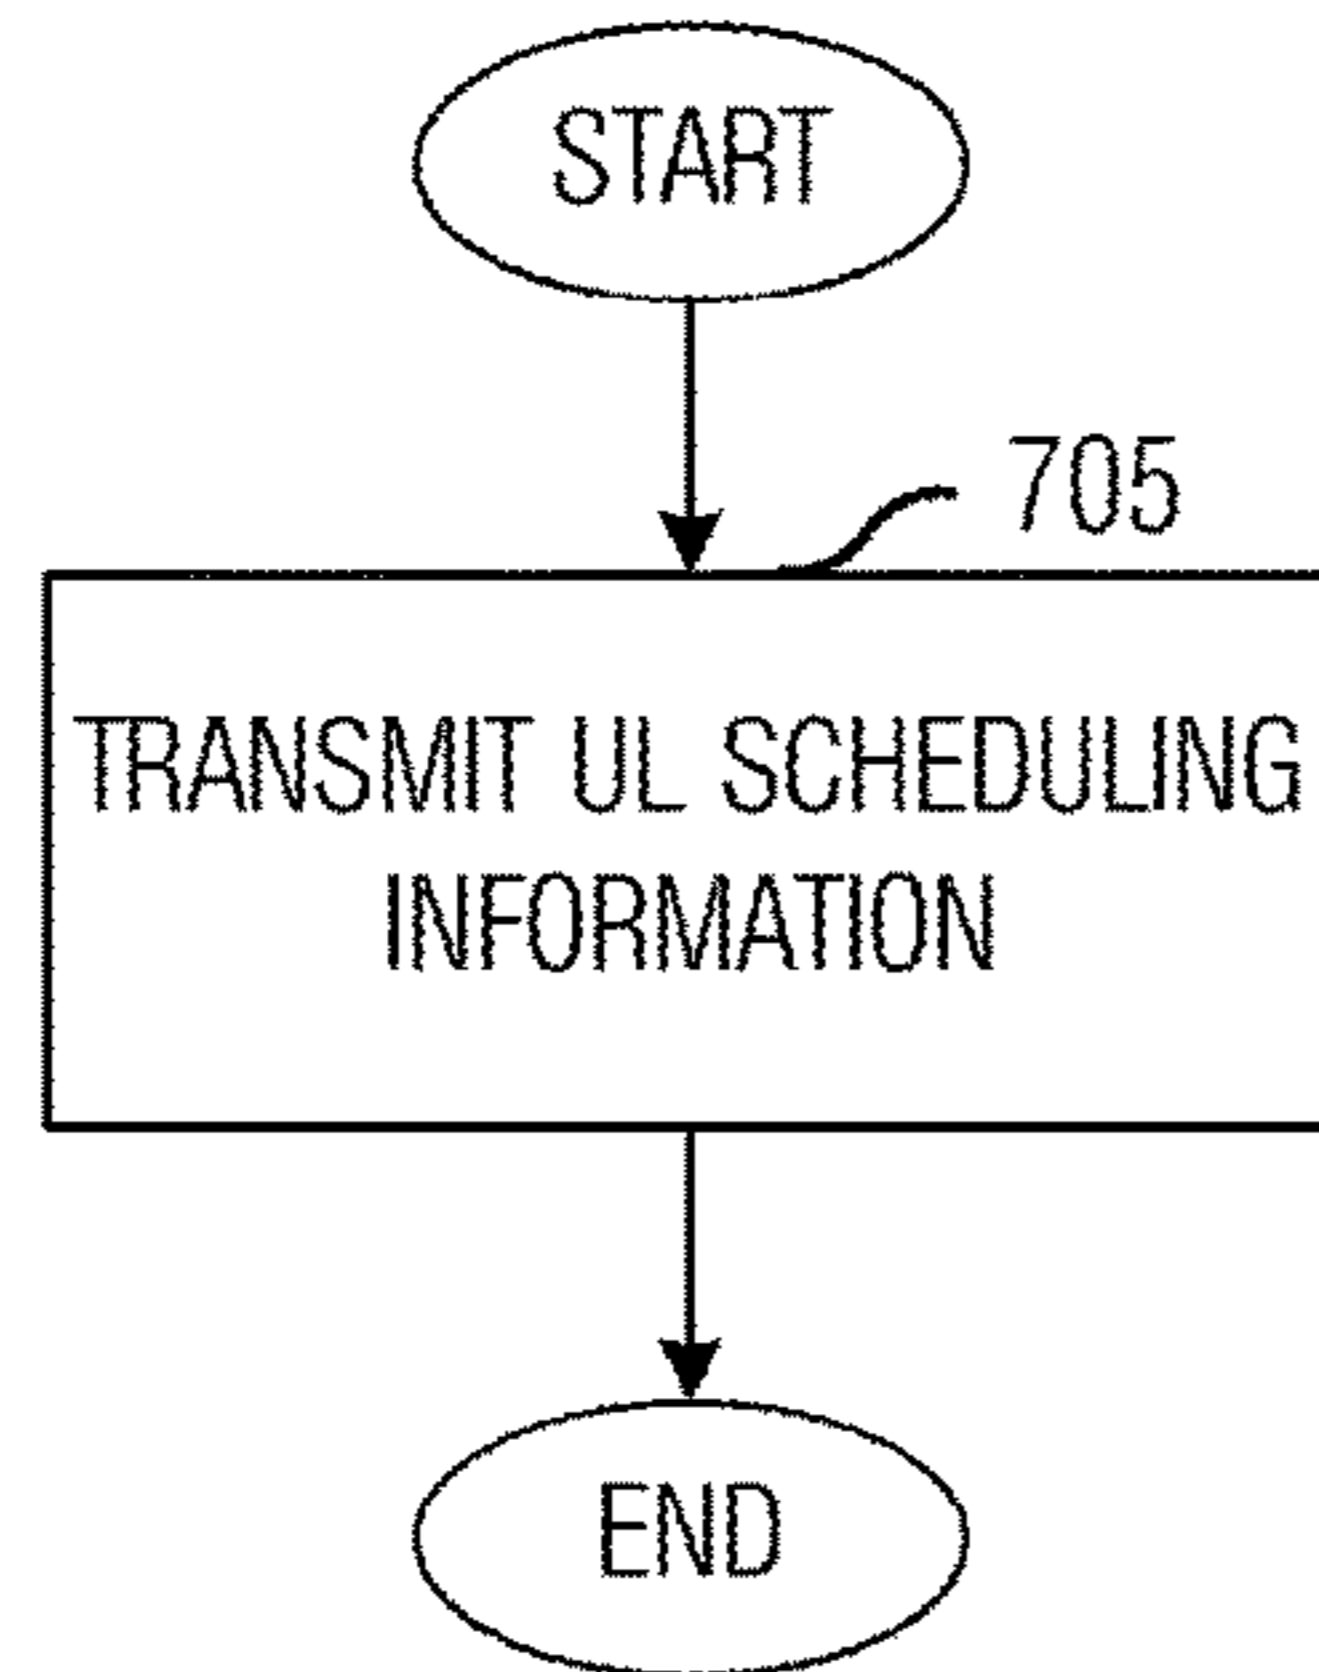 START
705
TRANSMIT UL SCHEDULING
INFORMATION
END